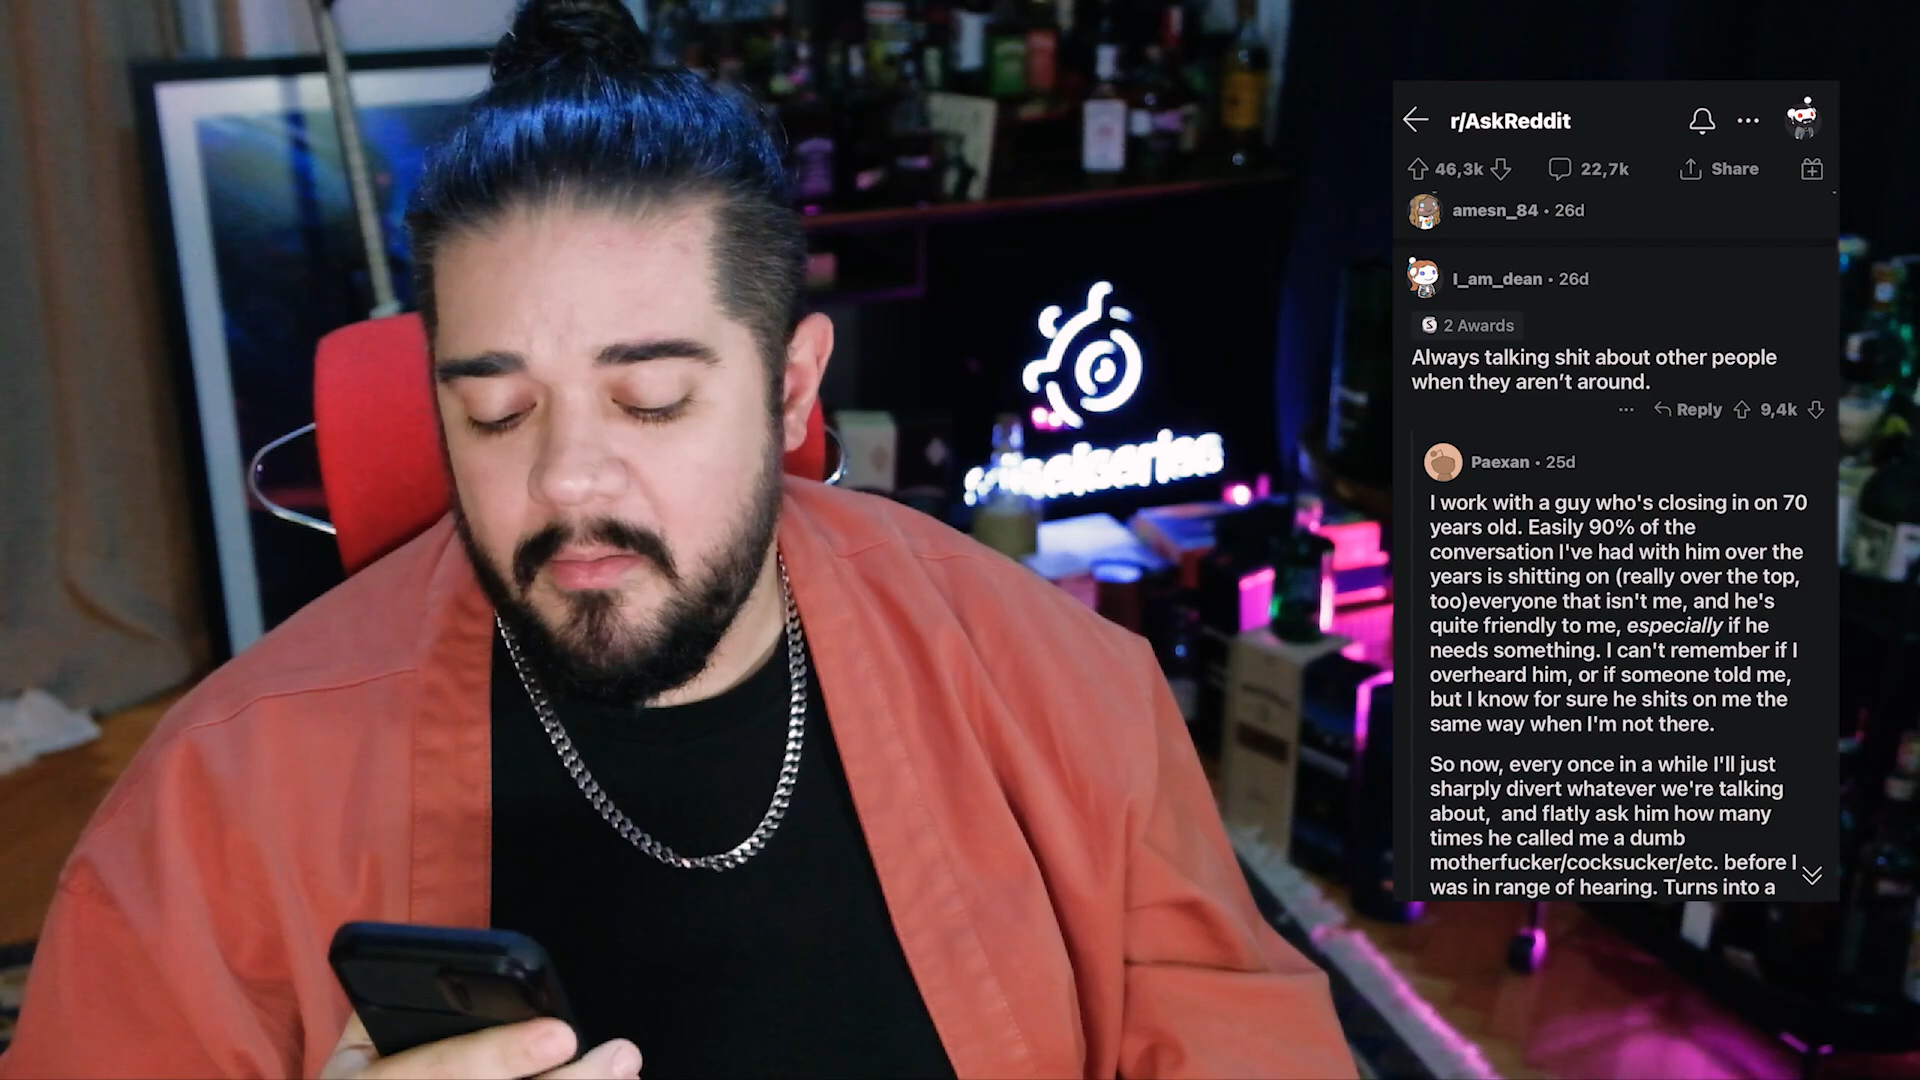 r/AskReddit
46,3k
22,7k
Share
amesn_84 • 26d
I_am_dean • 26d
2 Awards
Always talking shit about other people
when they aren’t around.
Reply
9,4k
Paexan • 25d
I work with a guy who's closing in on 70
years old. Easily 90% of the
conversation I've had with him over the
years is shitting on (really over the top,
too)everyone that isn't me, and he's
quite friendly to me, especially if he
needs something. I can't remember if I
overheard him, or if someone told me,
but I know for sure he shits on me the
same way when I'm not there.
So now, every once in a while I'll just
sharply divert whatever we're talking
about,  and flatly ask him how many
times he called me a dumb
motherfucker/cocksucker/etc. before I
was in range of hearing. Turns into a
steelseries